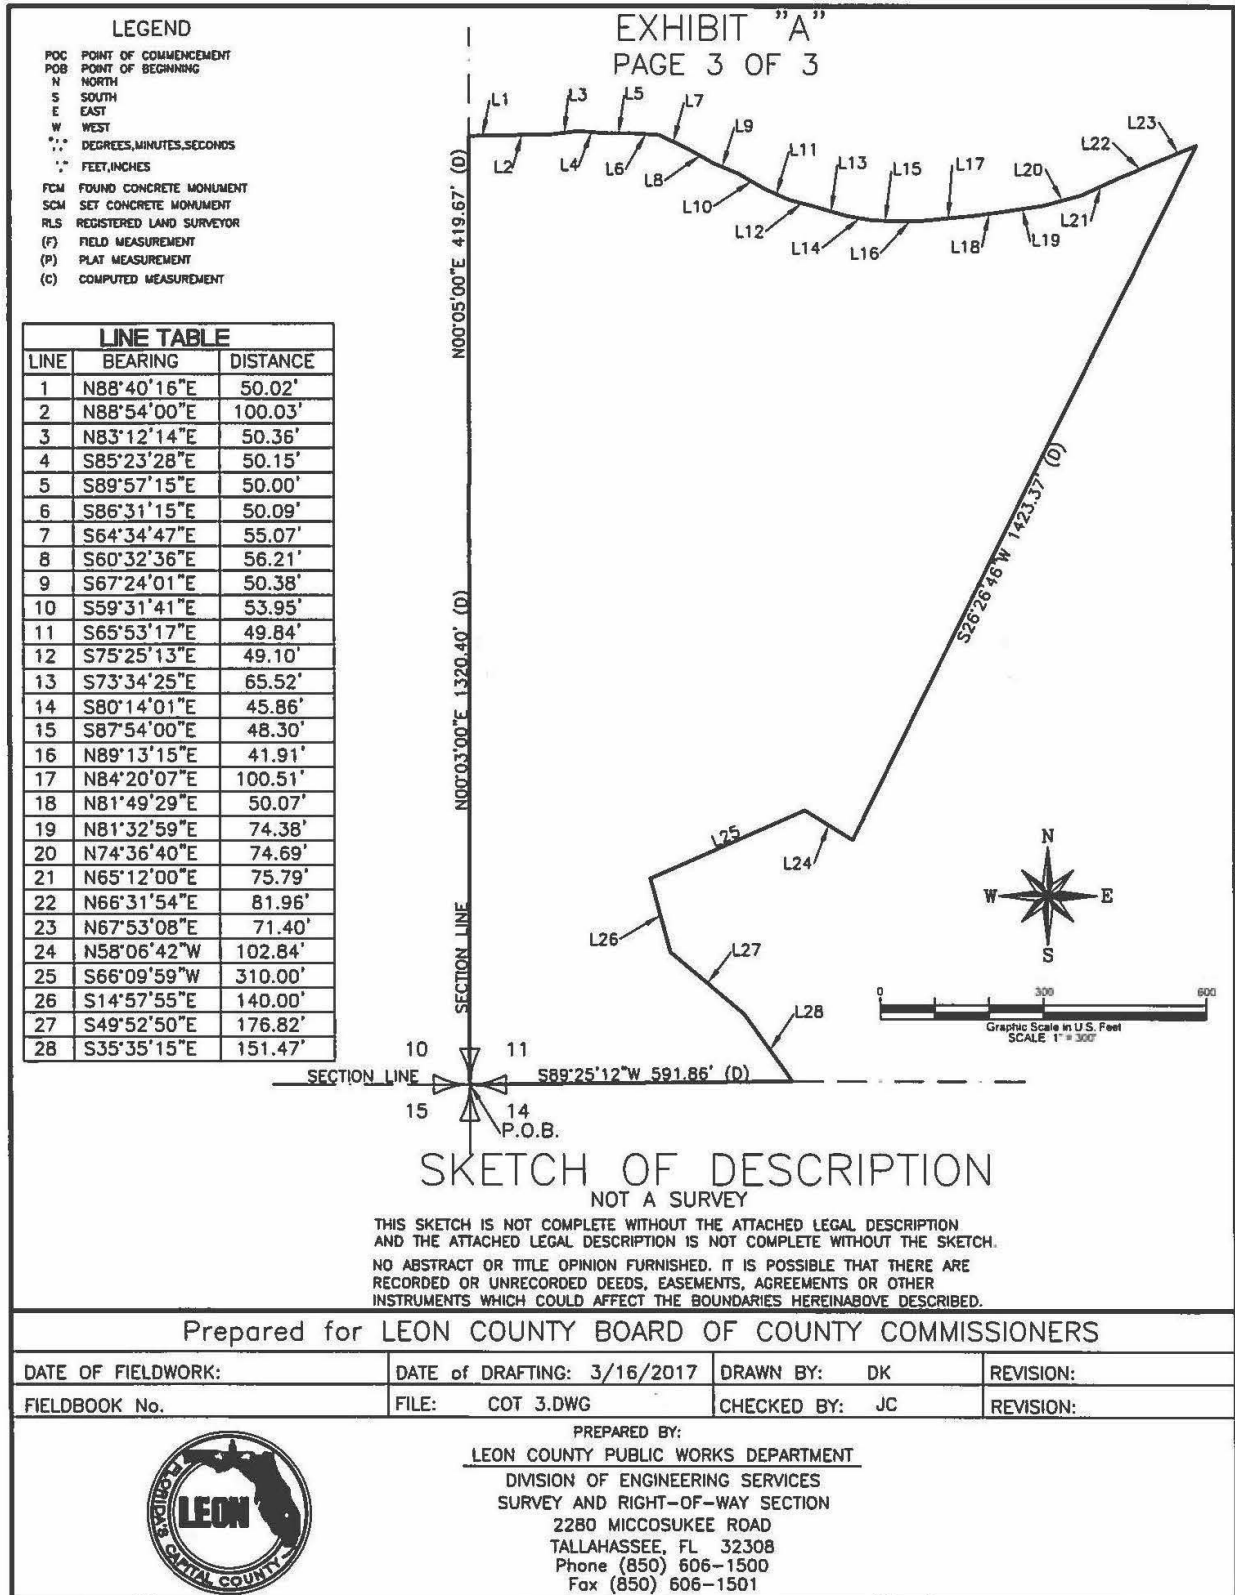 EXHIBIT "A"
PAGE 3 OF 3
LEGEND
POC POINT OF COMMENCEMENT
POB POINT OF BEGINNING
N NORTH
S SOUTH
E EAST
W WEST
°,'," DEGREES,MINUTES,SECONDS
'," FEET,INCHES
FCM FOUND CONCRETE MONUMENT
SCM SET CONCRETE MONUMENT
RLS REGISTERED LAND SURVEYOR
(F) FIELD MEASUREMENT
(P) PLAT MEASUREMENT
(C) COMPUTED MEASUREMENT
LINE TABLE
LINE BEARING DISTANCE
1 N88°40'16"E 50.02'
2 N88°54'00"E 100.03'
3 N83°12'14"E 50.36'
4 S85°23'28"E 50.15'
5 S89°57'15"E 50.00'
6 S86°31'15"E 50.09'
7 S64°34'47"E 55.07'
8 S60°32'36"E 56.21'
9 S67°24'01"E 50.38'
10 S59°31'41"E 53.95'
11 S65°53'17"E 49.84'
12 S75°25'13"E 49.10'
13 S73°34'25"E 65.52'
14 S80°14'01"E 45.86'
15 S87°54'00"E 48.30'
16 N89°13'15"E 41.91'
17 N84°20'07"E 100.51'
18 N81°49'29"E 50.07'
19 N81°32'59"E 74.38'
20 N74°36'40"E 74.69'
21 N65°12'00"E 75.79'
22 N66°31'54"E 81.96'
23 N67°53'08"E 71.40'
24 N58°06'42"W 102.84'
25 S66°09'59"W 310.00'
26 S14°57'55"E 140.00'
27 S49°52'50"E 176.82'
28 S35°35'15"E 151.47'
L1
L2
L3
L4
L5
L6
L7
L8
L9
L10
L11
L12
L13
L14
L15
L16
L17
L18
L19
L20
L21
L22
L23
N00°05'00"E 419.67' (D)
N00°03'00"E 1320.40' (D)
SECTION LINE
S26°26'46"W 1423.37' (D)
L24
L25
L26
L27
L28
N
W E
S
0 300 600
Graphic Scale in U.S. Feet
SCALE 1" = 300'
10 11
SECTION LINE
S89°25'12"W 591.86' (D)
15 14
P.O.B.
SKETCH OF DESCRIPTION
NOT A SURVEY
THIS SKETCH IS NOT COMPLETE WITHOUT THE ATTACHED LEGAL DESCRIPTION
AND THE ATTACHED LEGAL DESCRIPTION IS NOT COMPLETE WITHOUT THE SKETCH.
NO ABSTRACT OR TITLE OPINION FURNISHED. IT IS POSSIBLE THAT THERE ARE
RECORDED OR UNRECORDED DEEDS, EASEMENTS, AGREEMENTS OR OTHER
INSTRUMENTS WHICH COULD AFFECT THE BOUNDARIES HEREINABOVE DESCRIBED.
Prepared for LEON COUNTY BOARD OF COUNTY COMMISSIONERS
DATE OF FIELDWORK: DATE of DRAFTING: 3/16/2017 DRAWN BY: DK REVISION:
FIELDBOOK No. FILE: COT 3.DWG CHECKED BY: JC REVISION:
PREPARED BY:
LEON COUNTY PUBLIC WORKS DEPARTMENT
DIVISION OF ENGINEERING SERVICES
SURVEY AND RIGHT-OF-WAY SECTION
2280 MICCOSUKEE ROAD
TALLAHASSEE, FL 32308
Phone (850) 606-1500
Fax (850) 606-1501
LEON
FLORIDA'S CAPITAL COUNTY